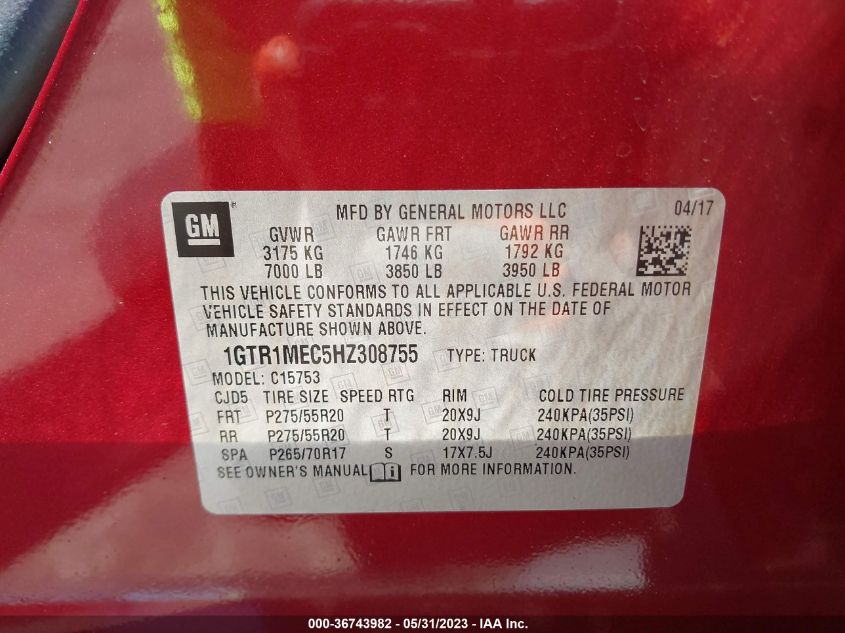 GM
MFD BY GENERAL MOTORS LLC 04/17
GVWR GAWR FRT GAWR RR
3175 KG 1746 KG 1792 KG
7000 LB 3850 LB 3950 LB
THIS VEHICLE CONFORMS TO ALL APPLICABLE U.S. FEDERAL MOTOR
VEHICLE SAFETY STANDARDS IN EFFECT ON THE DATE OF
MANUFACTURE SHOWN ABOVE.
1GTR1MEC5HZ308755 TYPE: TRUCK
MODEL: C15753
CJD5 TIRE SIZE SPEED RTG RIM COLD TIRE PRESSURE
FRT P275/55R20 T 20X9J 240KPA(35PSI)
RR P275/55R20 T 20X9J 240KPA(35PSI)
SPA P265/70R17 S 17X7.5J 240KPA(35PSI)
SEE OWNER'S MANUAL FOR MORE INFORMATION.
000-36743982 - 05/31/2023 - IAA Inc.